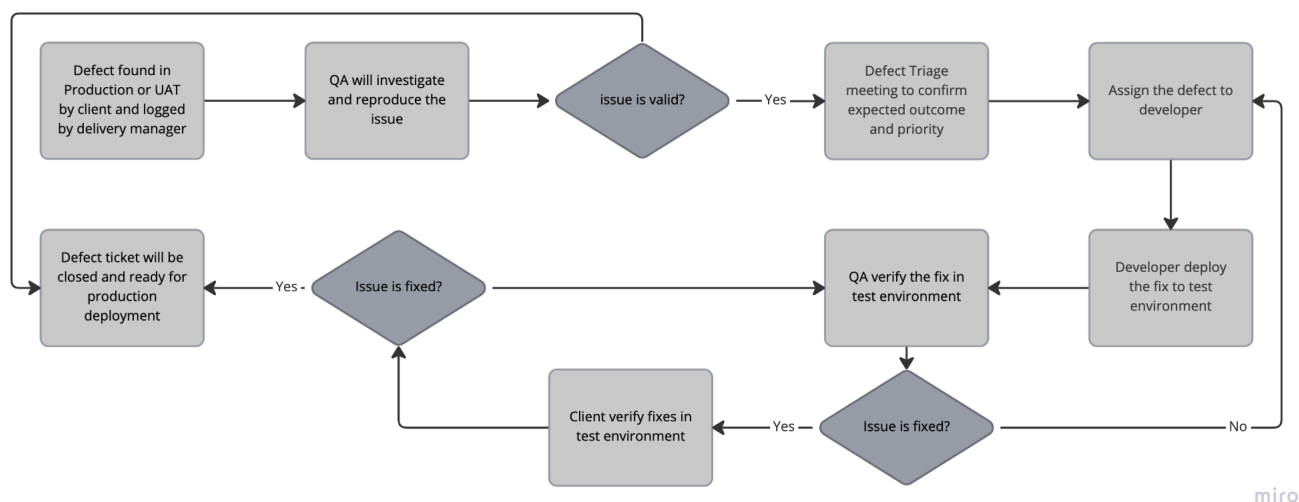 Defect found in
Production or UAT
by client and logged
by delivery manager
QA will investigate
and reproduce the
issue
issue is valid?
Yes
Defect Triage
meeting to confirm
expected outcome
and priority
Assign the defect to
developer
Defect ticket will be
closed and ready for
production
deployment
Yes
Issue is fixed?
QA verify the fix in
test environment
Developer deploy
the fix to test
environment
Client verify fixes in
test environment
Yes
Issue is fixed?
No
miro